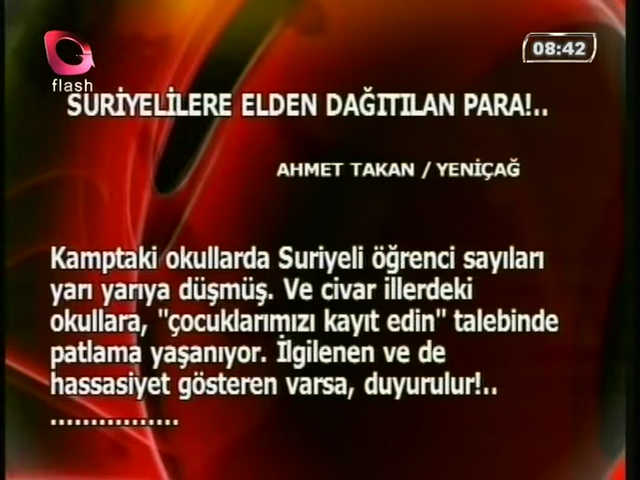 flash
08:42
SURİYELİLERE ELDEN DAĞITILAN PARA!..
AHMET TAKAN / YENİÇAĞ
Kamptaki okullarda Suriyeli öğrenci sayıları
yarı yarıya düşmüş. Ve civar illerdeki
okullara, "çocuklarımızı kayıt edin" talebinde
patlama yaşanıyor. İlgilenen ve de
hassasiyet gösteren varsa, duyurulur!..
................